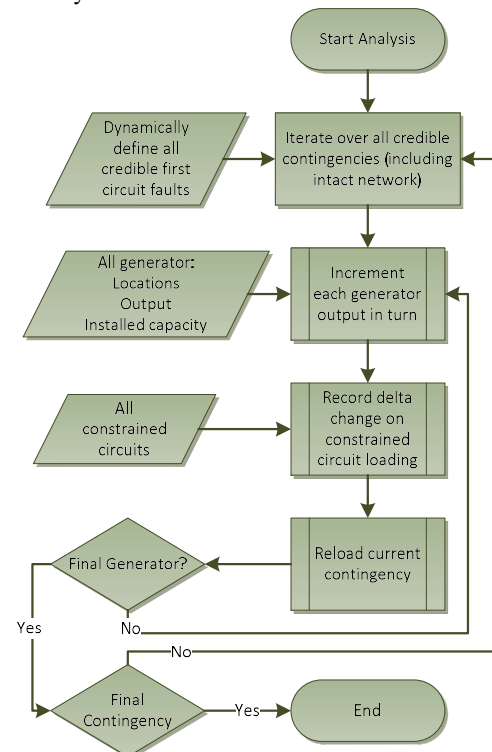 Start Analysis
Dynamically
define all
credible first
circuit faults
Iterate over all credible
contingencies (including
intact network)
All generator:
Locations
Output
Installed capacity
Increment
each generator
output in turn
All
constrained
circuits
Record delta
change on
constrained
circuit loading
Final Generator?
Reload current
contingency
Yes
No
No
Final
Contingency
Yes
End